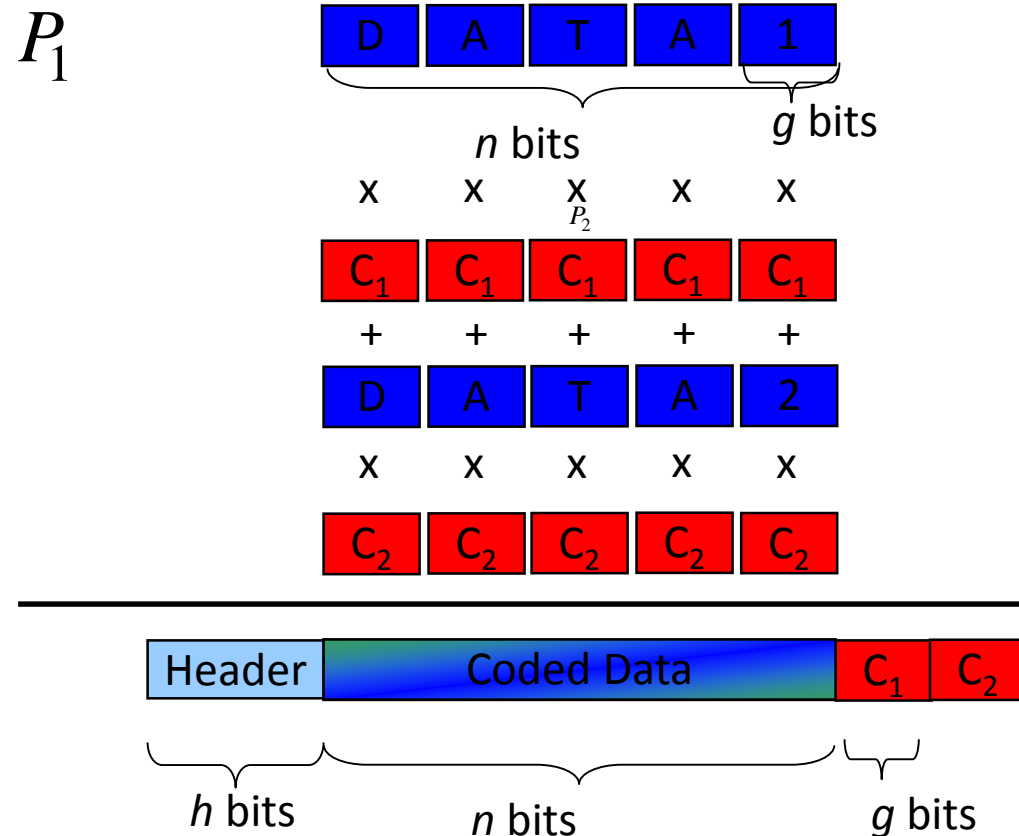 P₁
D A T A 1
n bits
g bits
x x x x x
P₂
C₁ C₁ C₁ C₁ C₁
+ + + + +
D A T A 2
x x x x x
C₂ C₂ C₂ C₂ C₂
Header Coded Data C₁ C₂
h bits n bits g bits